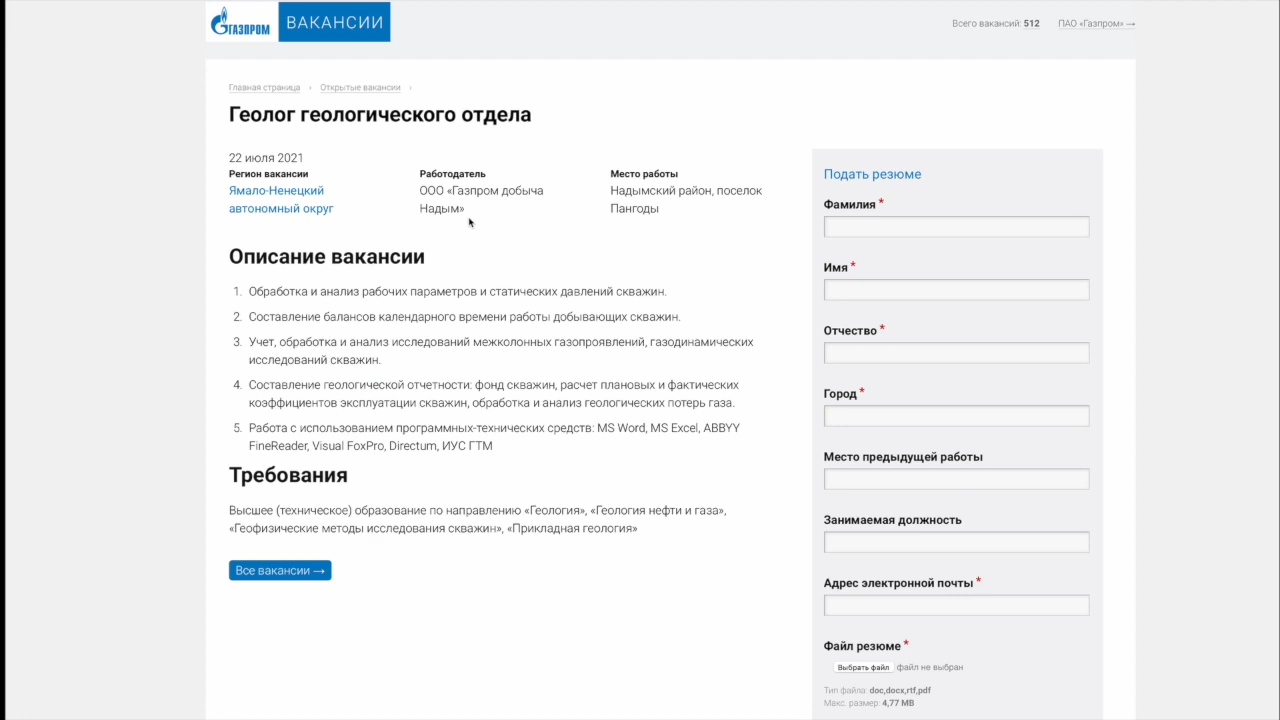 ГАЗПРОМ
ВАКАНСИИ
Всего вакансий: 512
ПАО «Газпром» →
Главная страница › Открытые вакансии ›
Геолог геологического отдела
22 июля 2021
Регион вакансии
Ямало-Ненецкий
автономный округ
Работодатель
ООО «Газпром добыча
Надым»
Место работы
Надымский район, поселок
Пангоды
Описание вакансии
1. Обработка и анализ рабочих параметров и статических давлений скважин.
2. Составление балансов календарного времени работы добывающих скважин.
3. Учет, обработка и анализ исследований межколонных газопроявлений, газодинамических
исследований скважин.
4. Составление геологической отчетности: фонд скважин, расчет плановых и фактических
коэффициентов эксплуатации скважин, обработка и анализ геологических потерь газа.
5. Работа с использованием программных-технических средств: MS Word, MS Excel, ABBYY
FineReader, Visual FoxPro, Directum, ИУС ГТМ
Требования
Высшее (техническое) образование по направлению «Геология», «Геология нефти и газа»,
«Геофизические методы исследования скважин», «Прикладная геология»
Все вакансии →
Подать резюме
Фамилия *
Имя *
Отчество *
Город *
Место предыдущей работы
Занимаемая должность
Адрес электронной почты *
Файл резюме *
Выбрать файл файл не выбран
Тип файла: doc,docx,rtf,pdf
Макс. размер: 4,77 MB